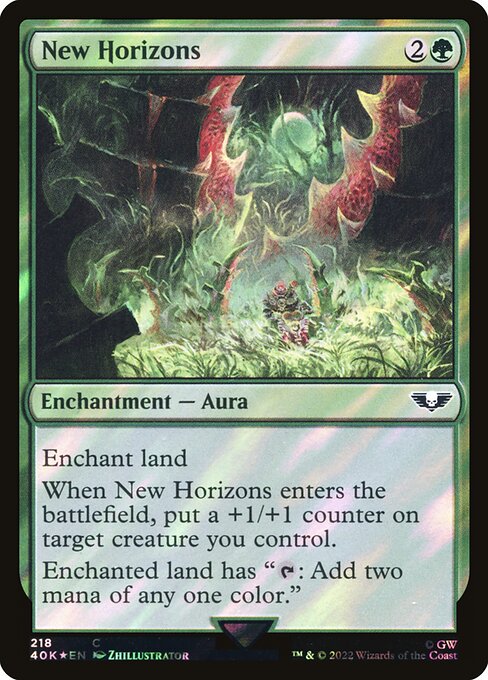 New Horizons 2
Enchantment — Aura
Enchant land
When New Horizons enters the
battlefield, put a +1/+1 counter on
target creature you control.
Enchanted land has “: Add two
mana of any one color.”
218 C © GW
40K★EN Zhillustrator ™ & © 2022 Wizards of the Coast